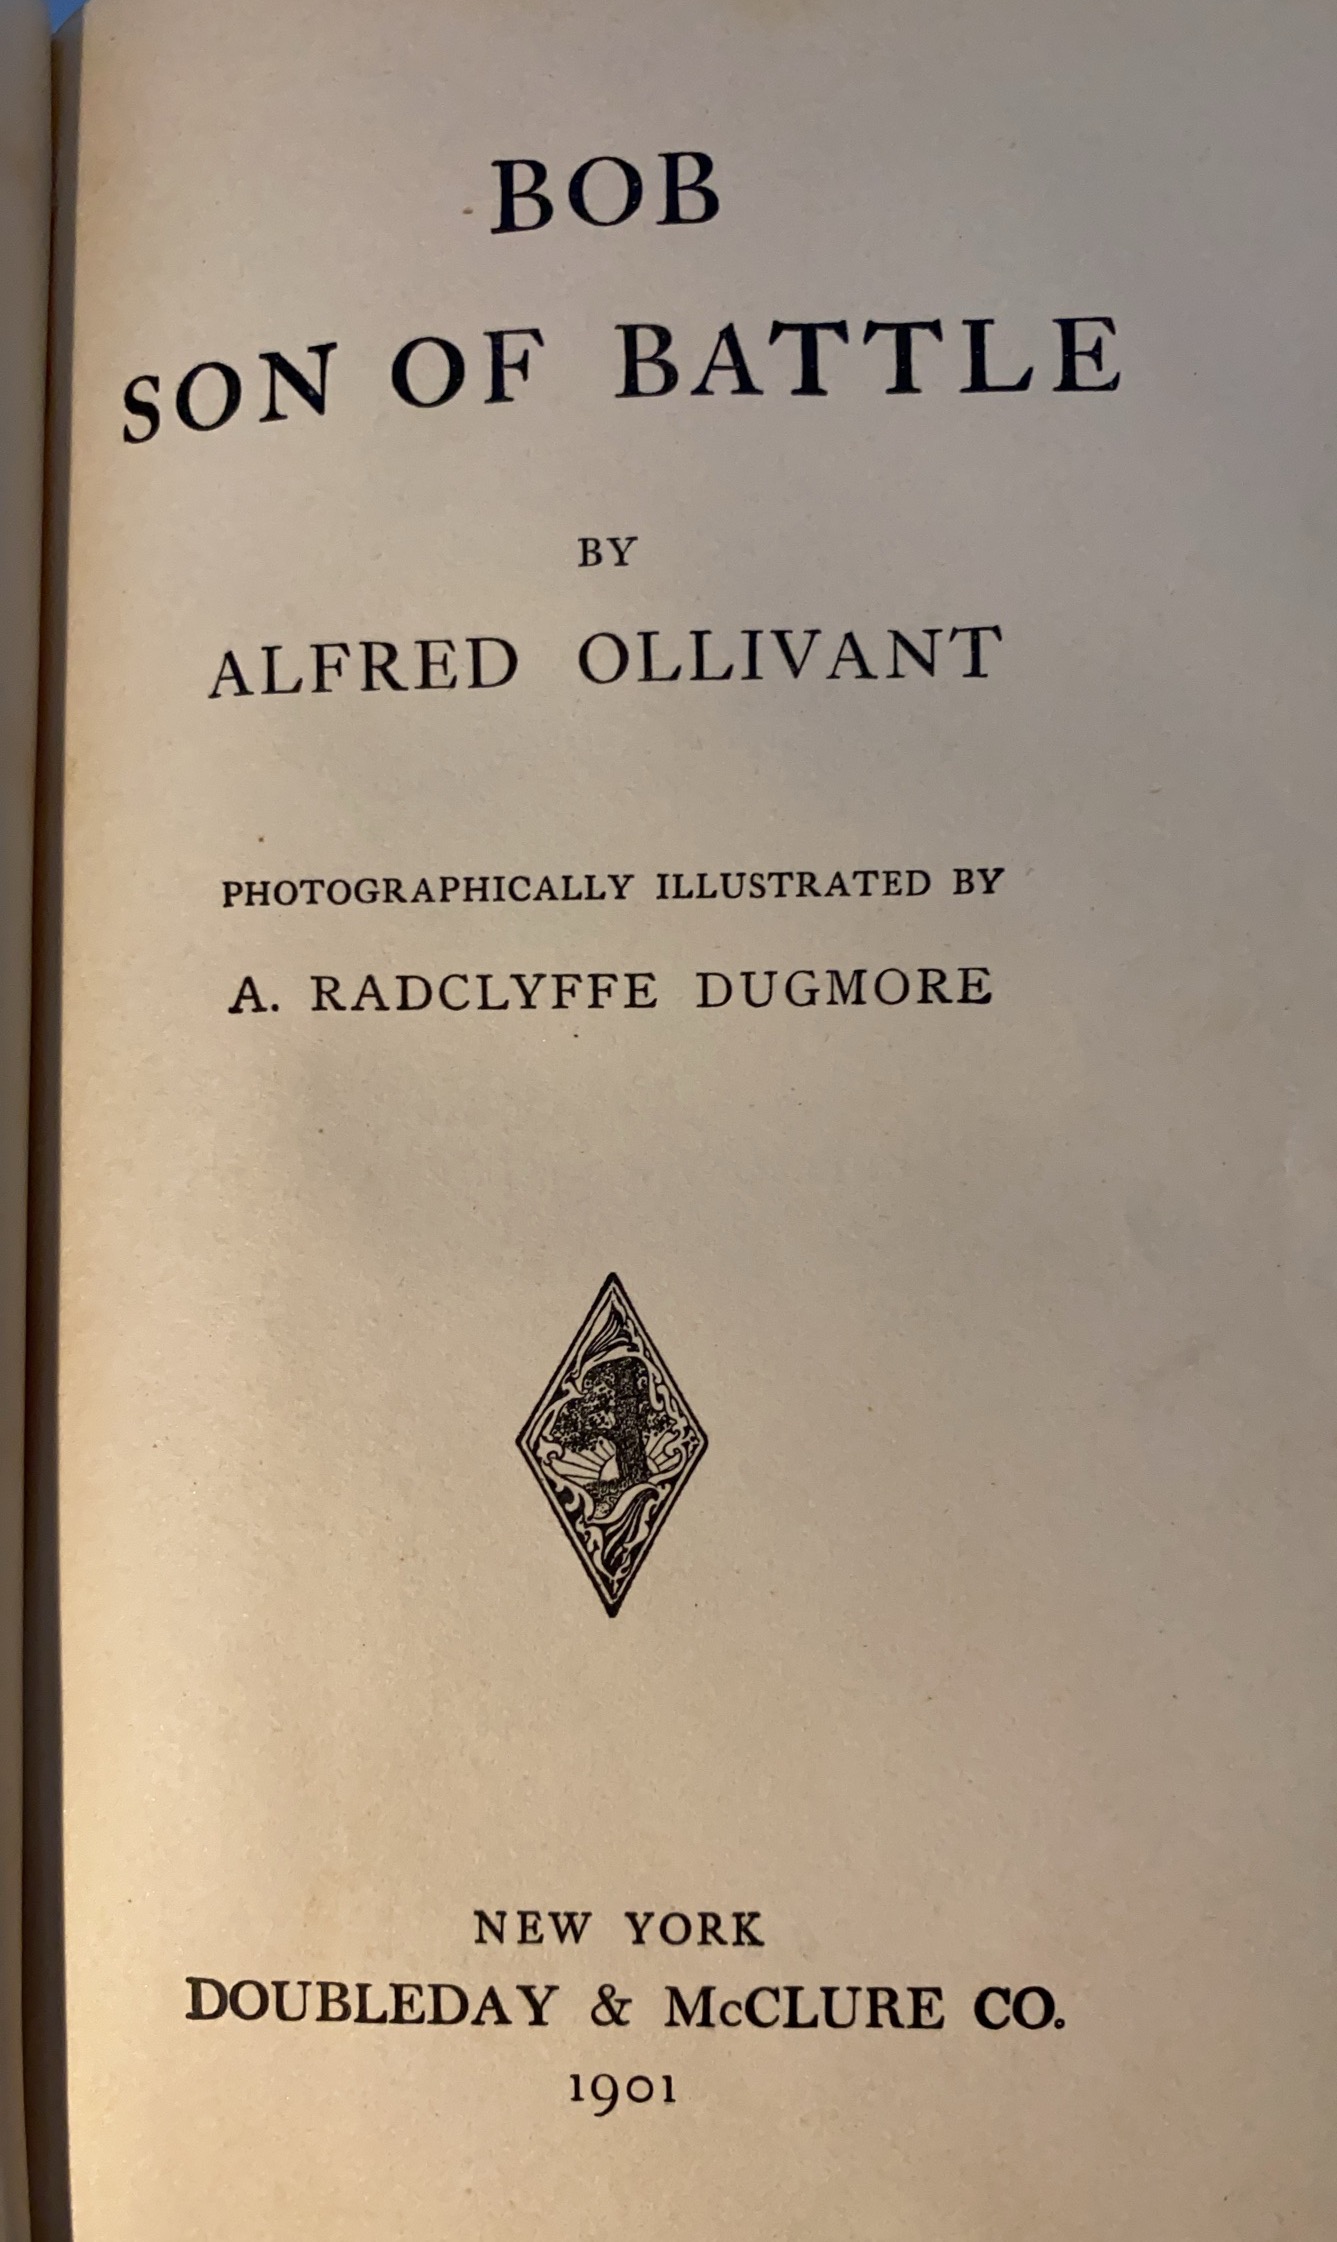 BOB
SON OF BATTLE
BY
ALFRED OLLIVANT
PHOTOGRAPHICALLY ILLUSTRATED BY
A. RADCLYFFE DUGMORE
NEW YORK
DOUBLEDAY & McCLURE CO.
1901